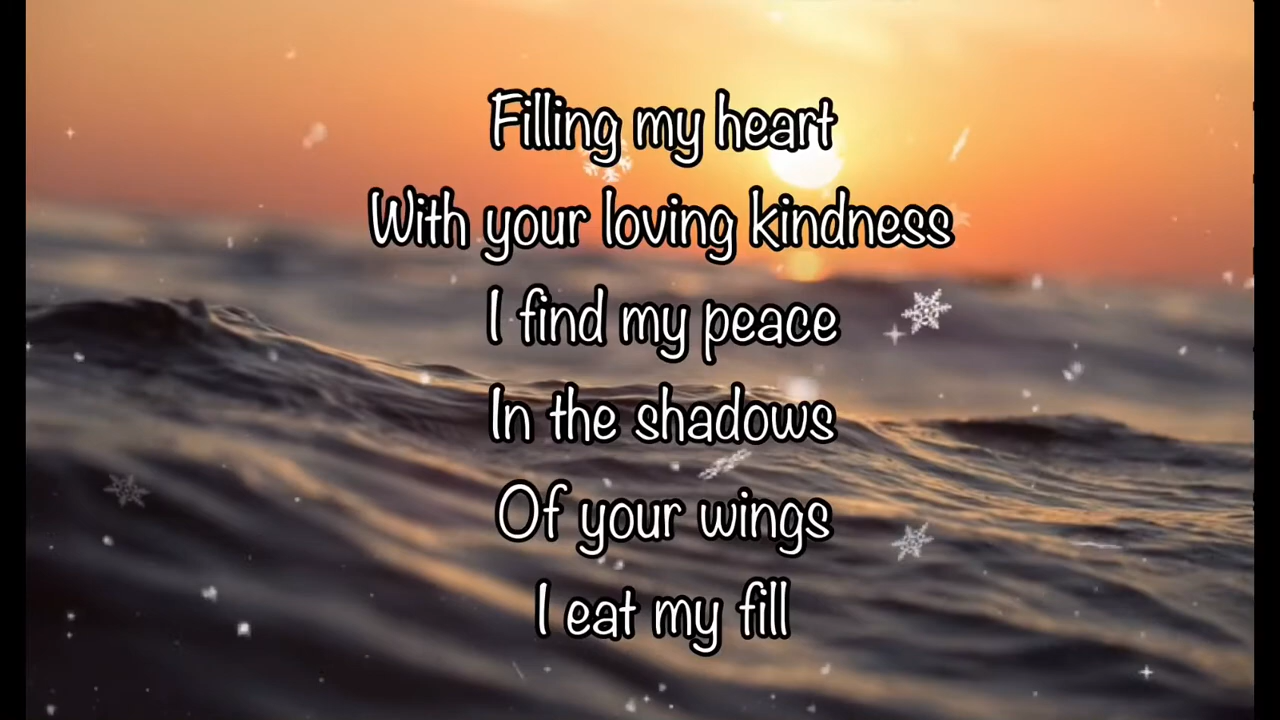 Filling my heart
With your loving kindness
I find my peace
In the shadows
Of your wings
I eat my fill